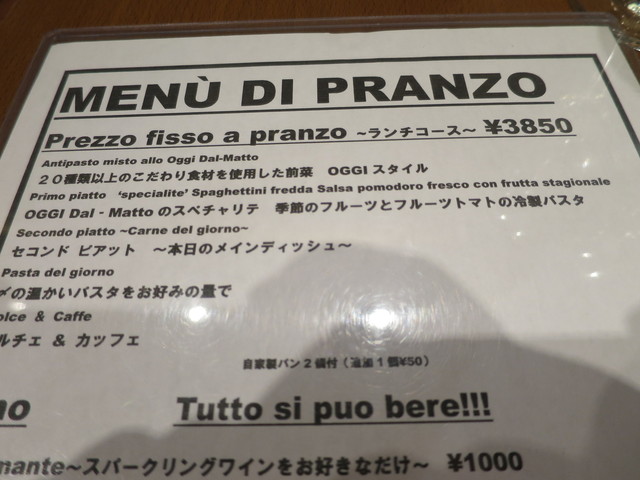 MENÙ DI PRANZO
Prezzo fisso a pranzo ~ランチコース~ ¥3850
Antipasto misto allo Oggi Dal-Matto
20種類以上のこだわり食材を使用した前菜 OGGI スタイル
Primo piatto 'specialite' Spaghettini fredda Salsa pomodoro fresco con frutta stagionale
OGGI Dal - Matto のスペチャリテ 季節のフルーツとフルーツトマトの冷製パスタ
Secondo piatto ~Carne del giorno~
セコンド ピアット ~本日のメインディッシュ~
Pasta del giorno
〆の温かいパスタをお好みの量で
olce & Caffe
ルチェ & カッフェ
自家製パン2個付(追加1個¥50)
no Tutto si puo bere!!!
mante~スパークリングワインをお好きなだけ~ ¥1000